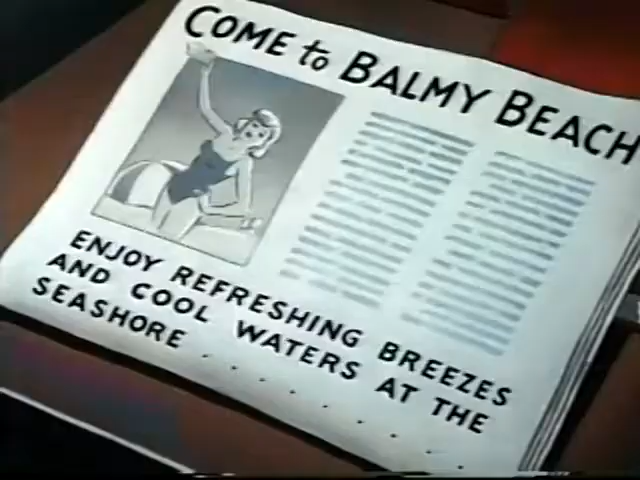 COME to BALMY BEACH
ENJOY REFRESHING BREEZES
AND COOL WATERS AT THE
SEASHORE . . . . . . . . .